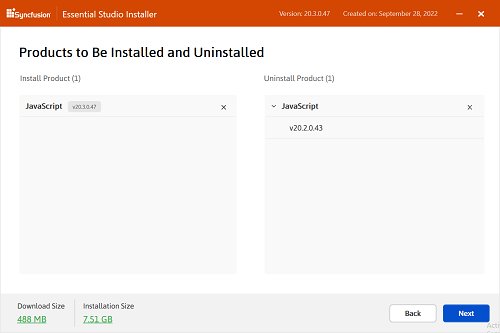 Syncfusion Essential Studio Installer Version: 20.3.0.47 Created on: September 28, 2022
Products to Be Installed and Uninstalled
Install Product (1) Uninstall Product (1)
JavaScript v20.3.0.47 JavaScript
v20.2.0.43
Download Size Installation Size
488 MB 7.51 GB
Back Next